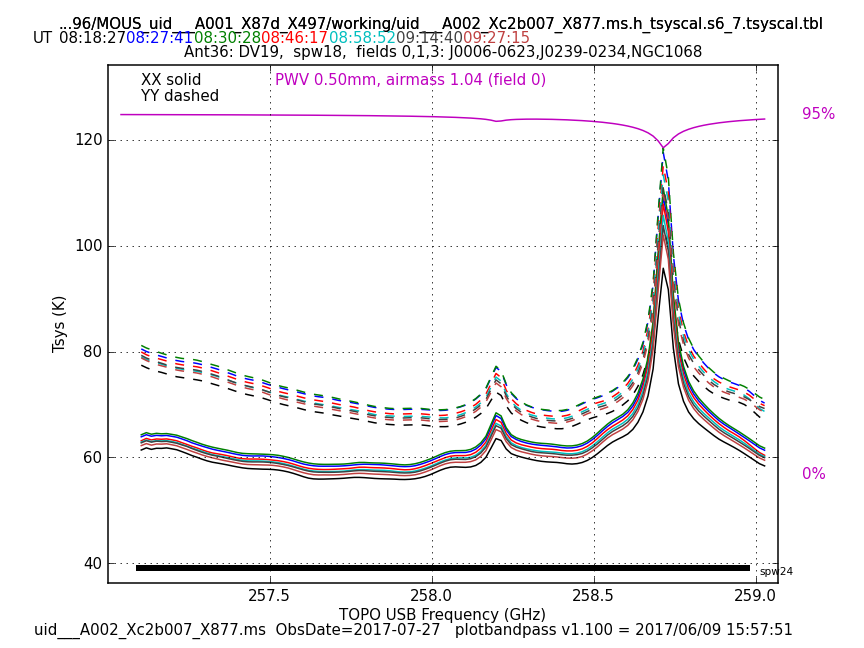 ...96/MOUS_uid___A001_X87d_X497/working/uid___A002_Xc2b007_X877.ms.h_tsyscal.s6_7.tsyscal.tbl
UT 08:18:27 08:27:41 08:30:28 08:46:17 08:58:52 09:14:40 09:27:15
Ant36: DV19, spw18, fields 0,1,3: J0006-0623,J0239-0234,NGC1068
XX solid
YY dashed
PWV 0.50mm, airmass 1.04 (field 0)
95%
120
100
80
60
40
Tsys (K)
0%
spw24
257.5 258.0 258.5 259.0
TOPO USB Frequency (GHz)
uid___A002_Xc2b007_X877.ms ObsDate=2017-07-27 plotbandpass v1.100 = 2017/06/09 15:57:51